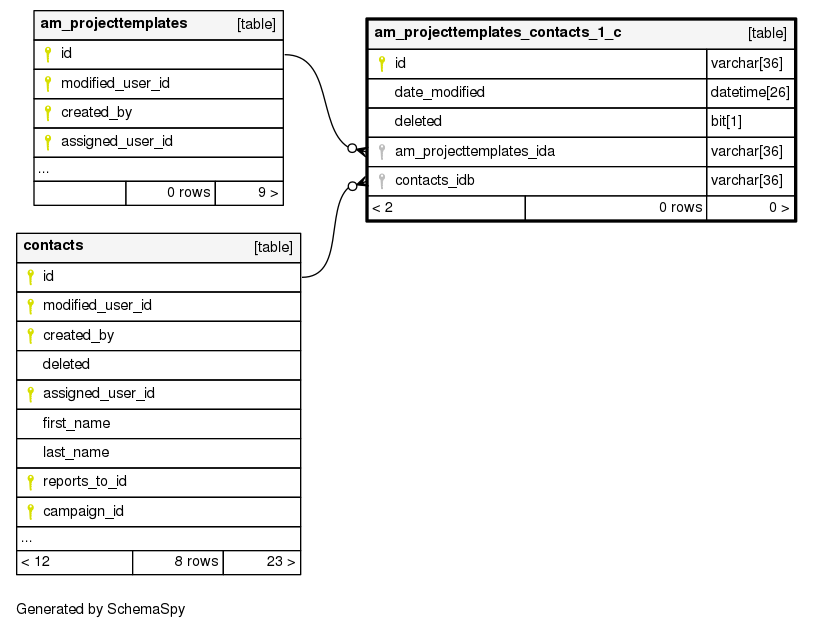 am_projecttemplates [table]
id
modified_user_id
created_by
assigned_user_id
...
0 rows 9 >
am_projecttemplates_contacts_1_c [table]
id varchar[36]
date_modified datetime[26]
deleted bit[1]
am_projecttemplates_ida varchar[36]
contacts_idb varchar[36]
< 2 0 rows 0 >
contacts [table]
id
modified_user_id
created_by
deleted
assigned_user_id
first_name
last_name
reports_to_id
campaign_id
...
< 12 8 rows 23 >
Generated by SchemaSpy